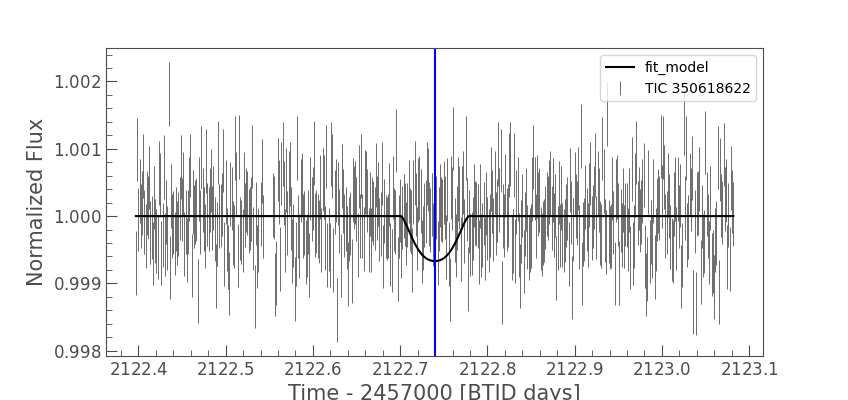 fit_model
TIC 350618622
1.002
1.001
1.000
0.999
0.998
Normalized Flux
2122.4 2122.5 2122.6 2122.7 2122.8 2122.9 2123.0 2123.1
Time - 2457000 [BTJD days]